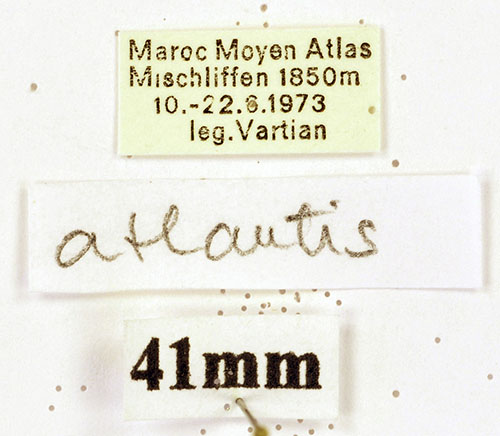 Maroc Moyen Atlas
Mischliffen 1850m
10.-22.6.1973
leg.Vartian
atlantis
41mm